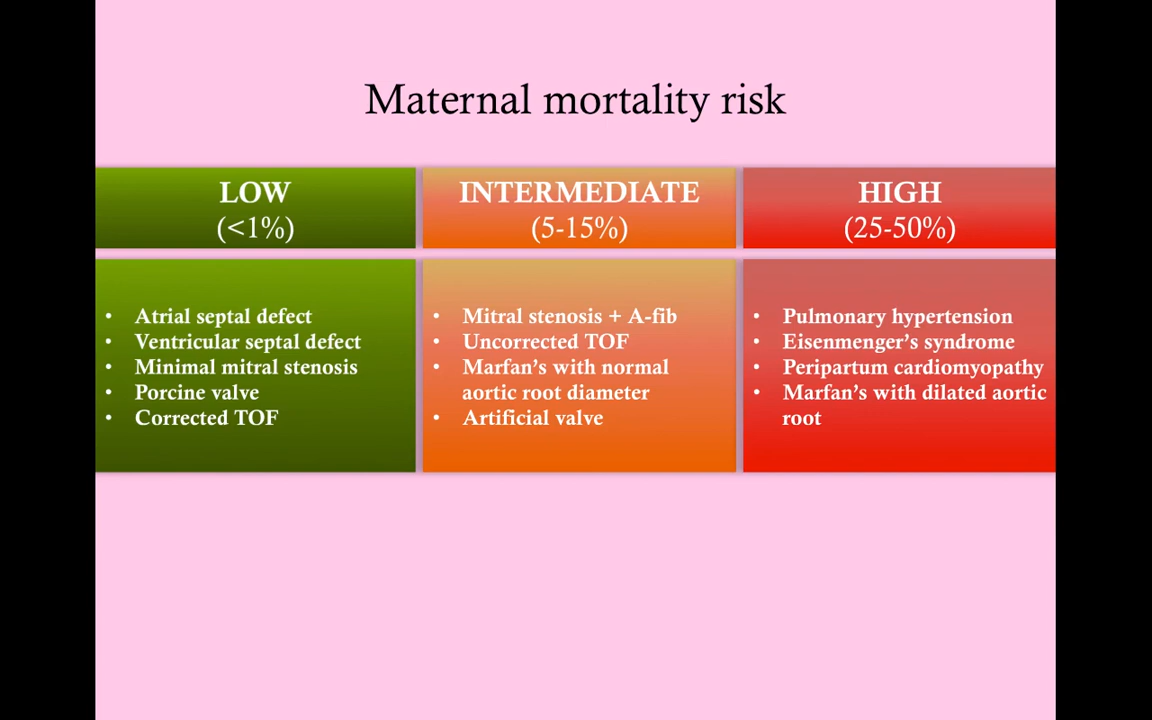 Maternal mortality risk
LOW
(<1%)
• Atrial septal defect
• Ventricular septal defect
• Minimal mitral stenosis
• Porcine valve
• Corrected TOF
INTERMEDIATE
(5-15%)
• Mitral stenosis + A-fib
• Uncorrected TOF
• Marfan’s with normal
aortic root diameter
• Artificial valve
HIGH
(25-50%)
• Pulmonary hypertension
• Eisenmenger’s syndrome
• Peripartum cardiomyopathy
• Marfan’s with dilated aortic
root